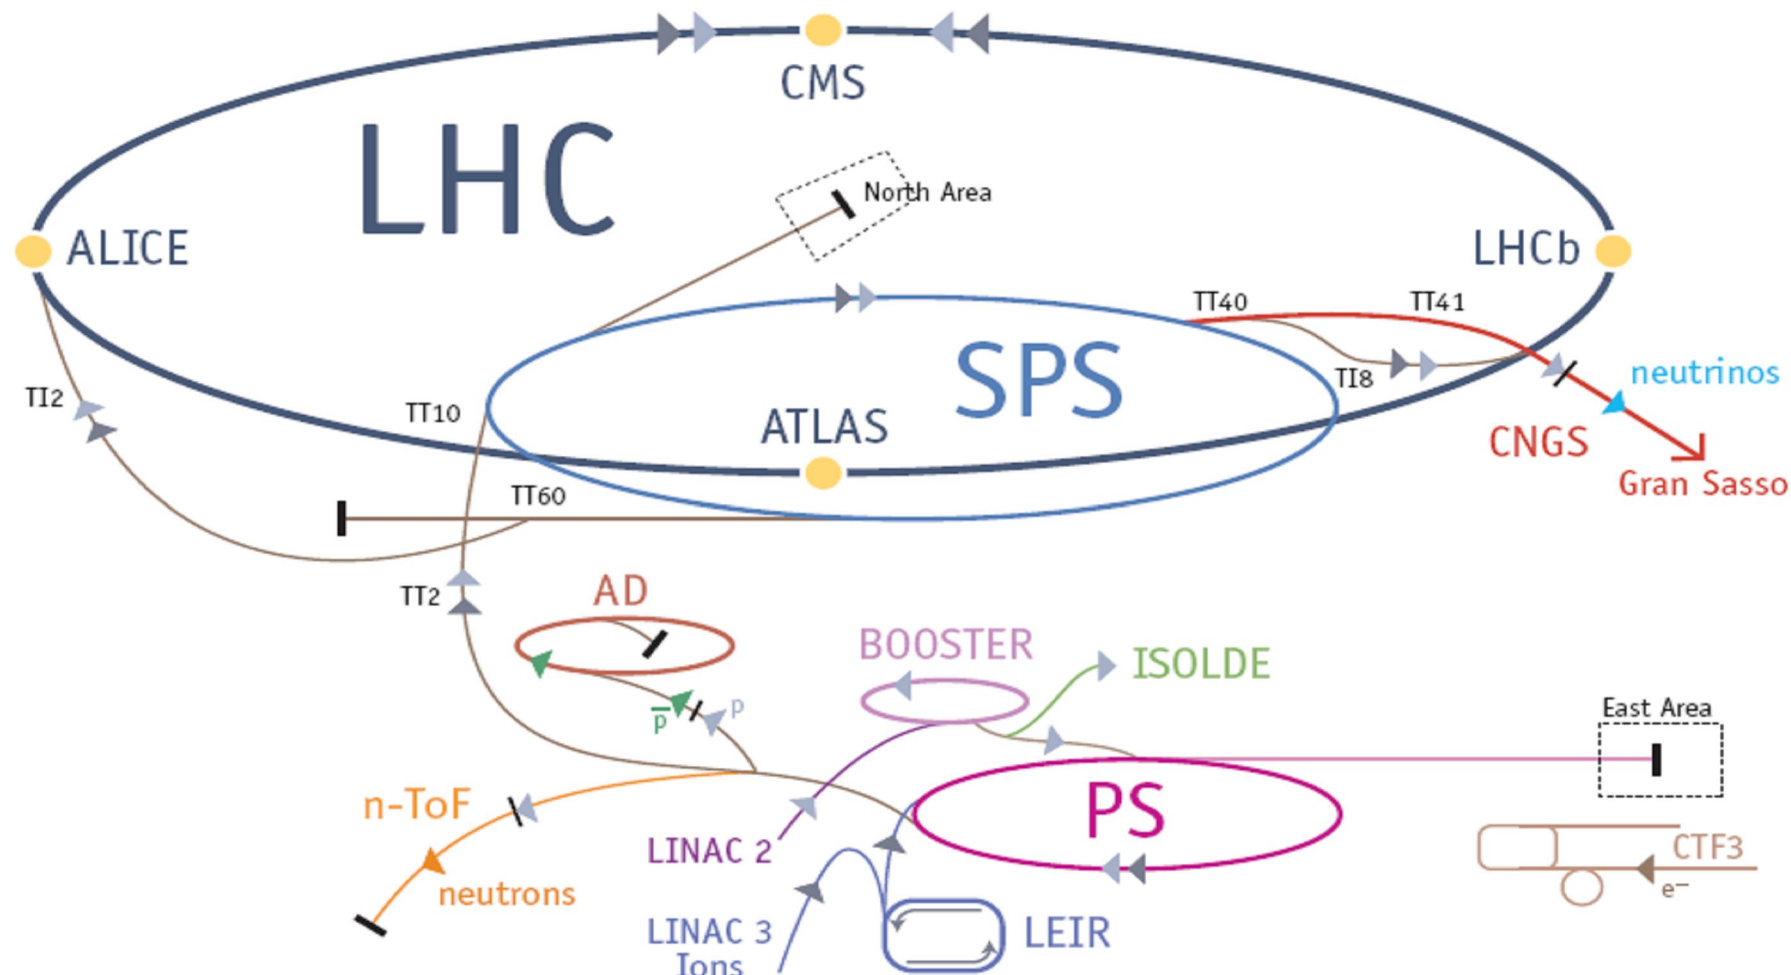 CMS
LHC
North Area
ALICE
LHCb
TT40
TT41
SPS
TI8
neutrinos
TI2
TT10
ATLAS
CNGS
Gran Sasso
TT60
TT2
AD
BOOSTER
ISOLDE
p̅
p
East Area
n-ToF
PS
LINAC 2
CTF3
neutrons
e⁻
LINAC 3
Ions
LEIR